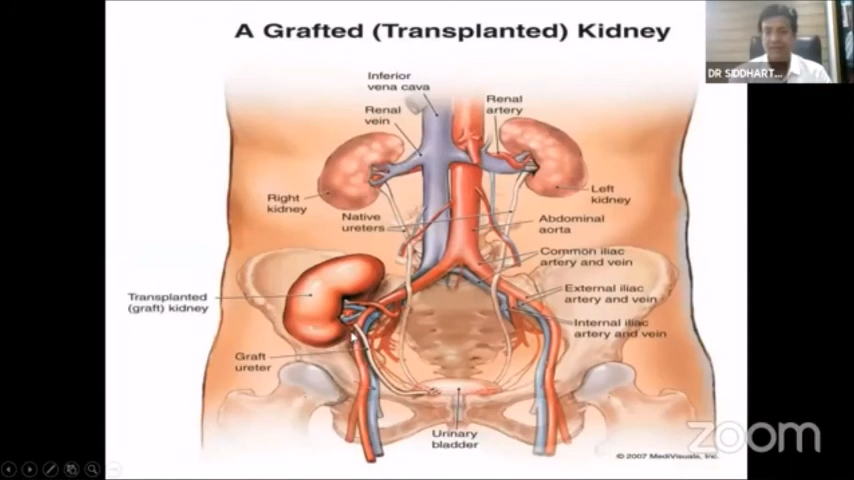 A Grafted (Transplanted) Kidney
DR SIDDHART...
Inferior
vena cava
Renal
vein
Renal
artery
Right
kidney
Left
kidney
Native
ureters
Abdominal
aorta
Common iliac
artery and vein
Transplanted
(graft) kidney
External iliac
artery and vein
Internal iliac
artery and vein
Graft
ureter
Urinary
bladder
zoom
© 2007 MediVisuals, Inc.